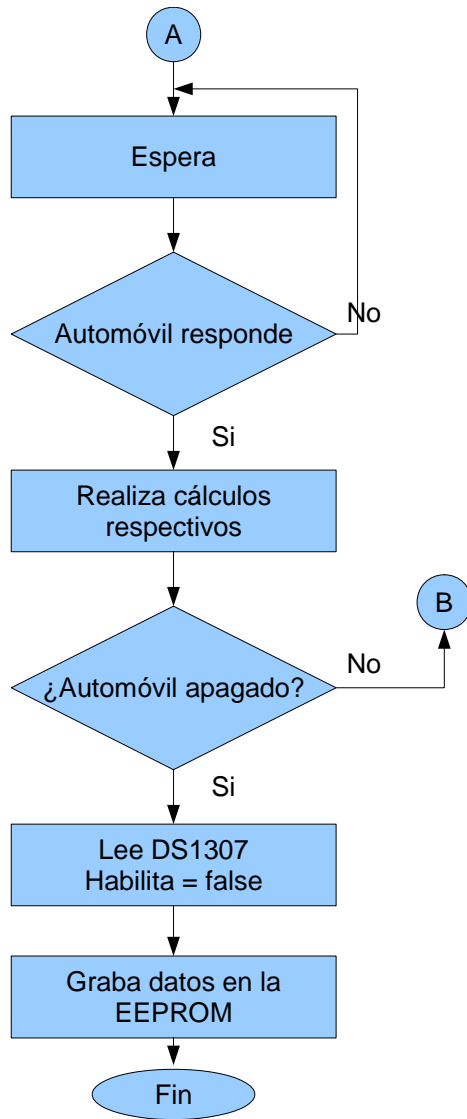 A
Espera
Automóvil responde
No
Si
Realiza cálculos
respectivos
B
¿Automóvil apagado?
No
Si
Lee DS1307
Habilita = false
Graba datos en la
EEPROM
Fin